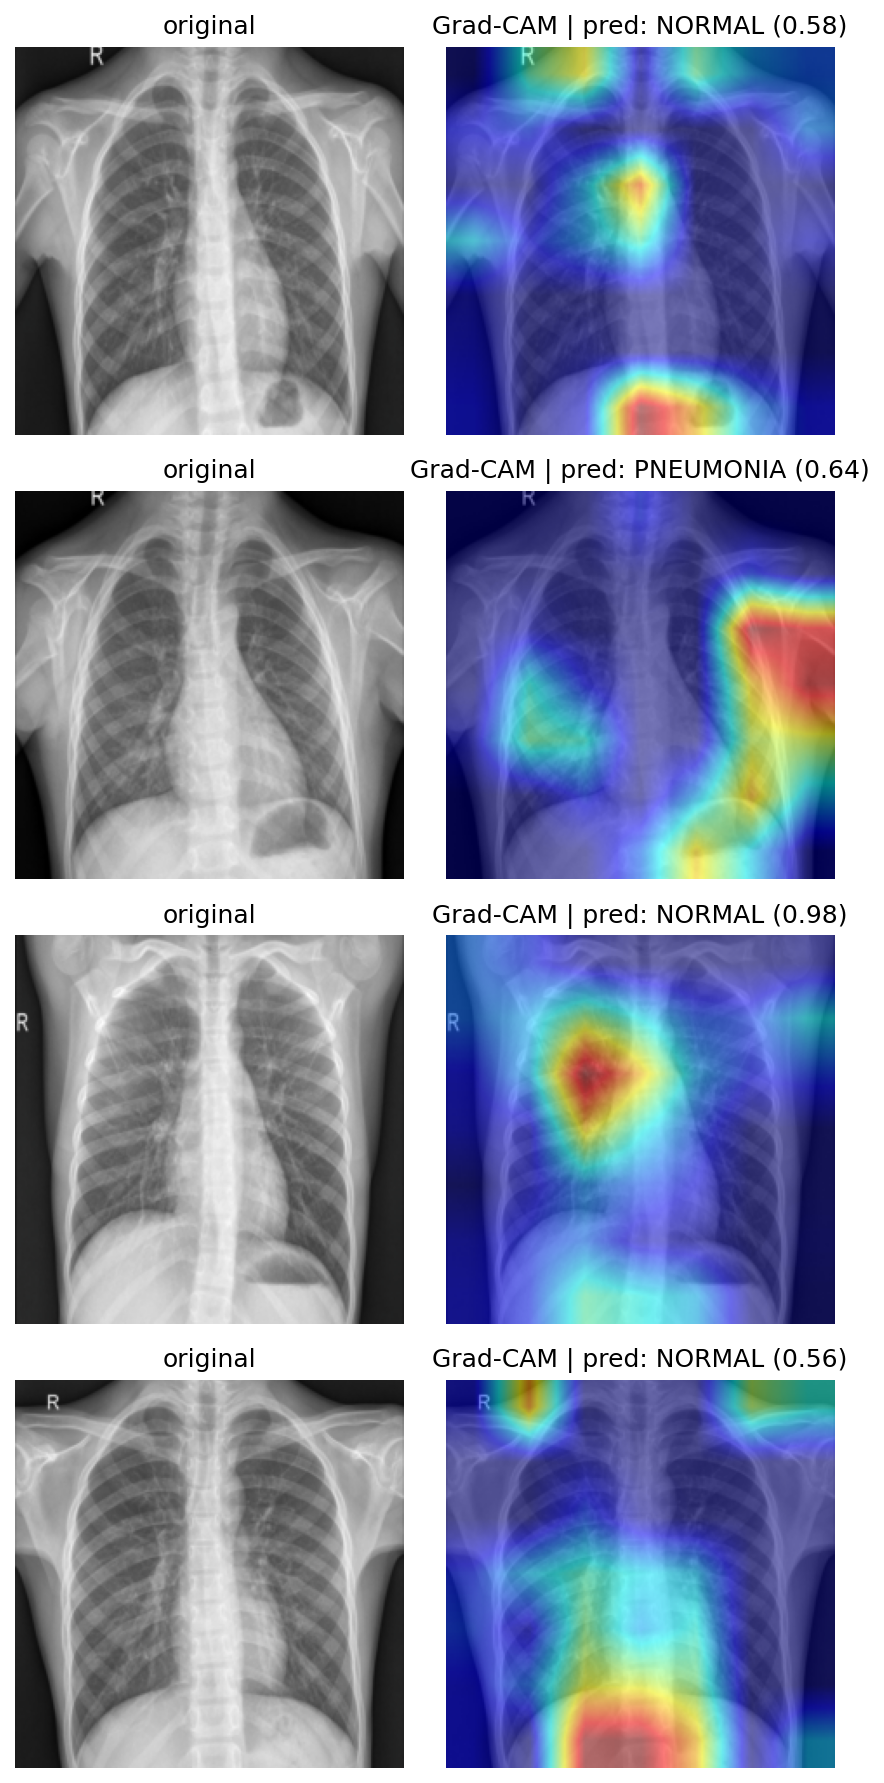 original
Grad-CAM | pred: NORMAL (0.58)
R
R
original
Grad-CAM | pred: PNEUMONIA (0.64)
R
R
original
Grad-CAM | pred: NORMAL (0.98)
R
R
original
Grad-CAM | pred: NORMAL (0.56)
R
R